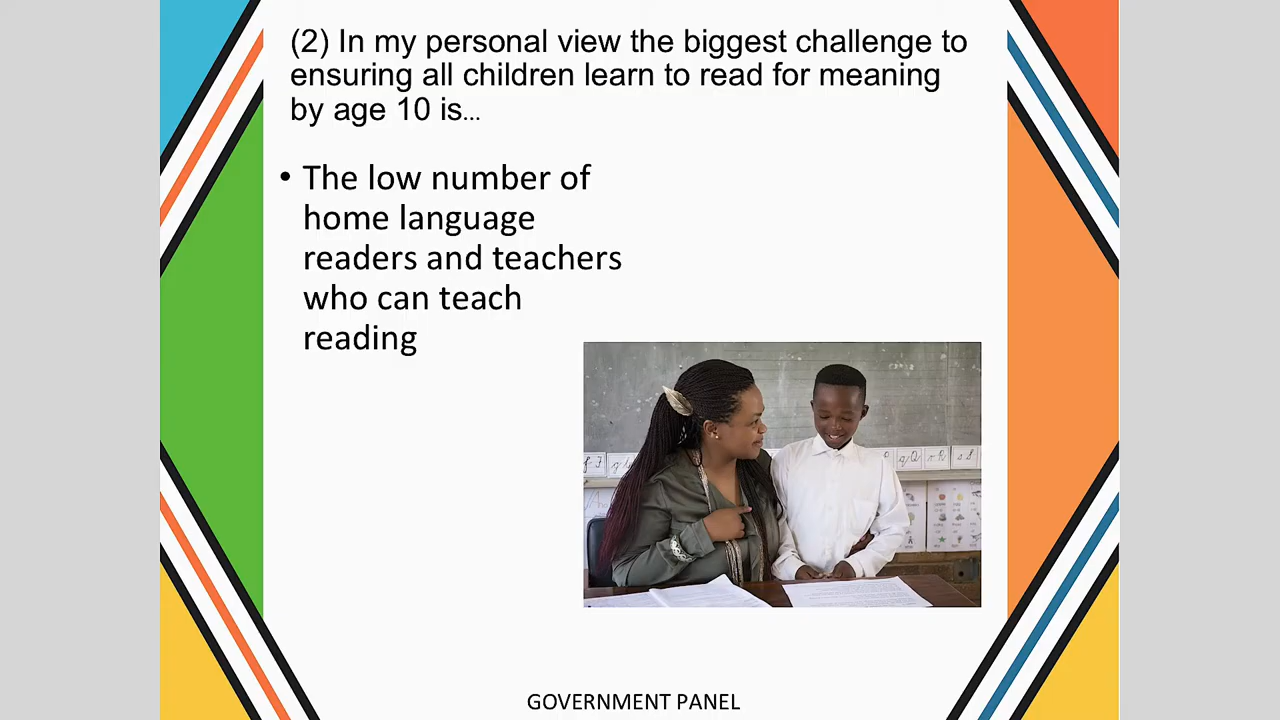 (2) In my personal view the biggest challenge to
ensuring all children learn to read for meaning
by age 10 is...
• The low number of
home language
readers and teachers
who can teach
reading
GOVERNMENT PANEL